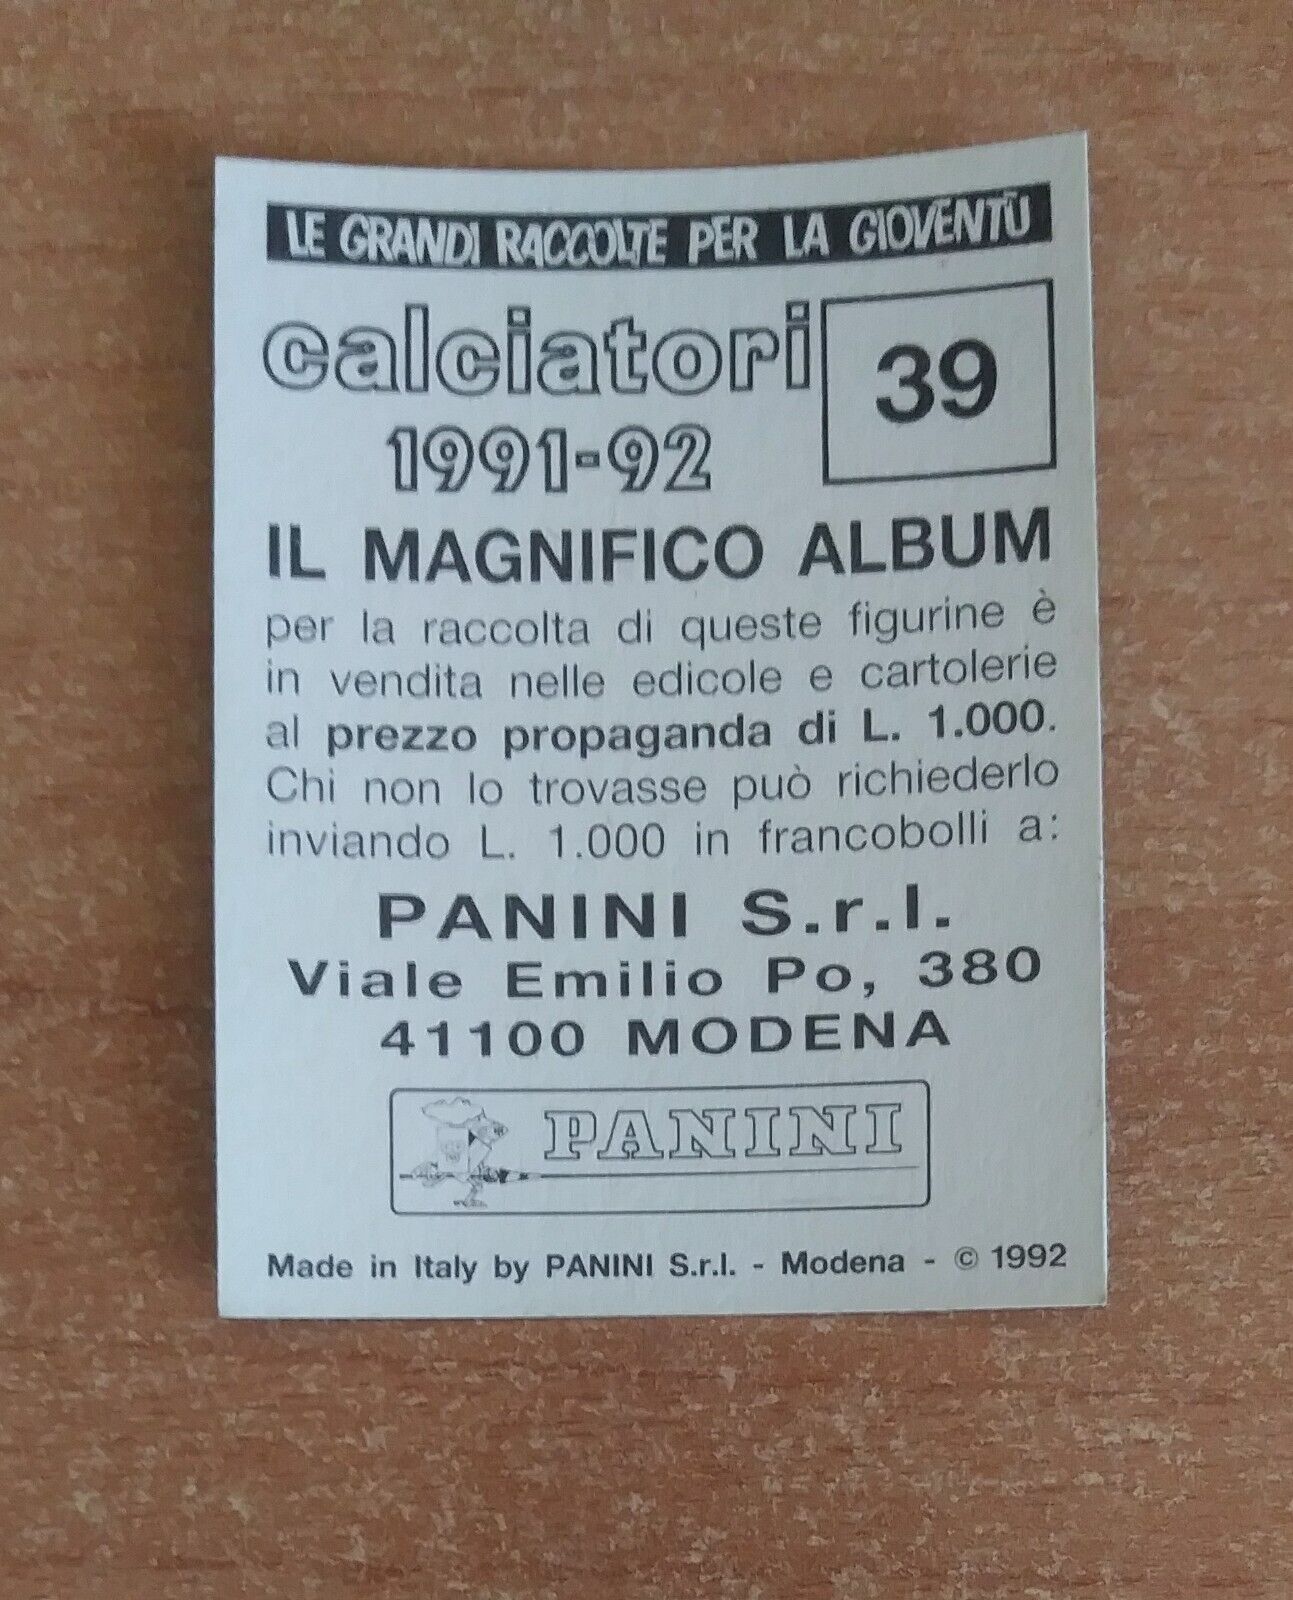 LE GRANDI RACCOLTE PER LA GIOVENTÙ
calciatori
1991-92
39
IL MAGNIFICO ALBUM
per la raccolta di queste figurine è
in vendita nelle edicole e cartolerie
al prezzo propaganda di L. 1.000.
Chi non lo trovasse può richiederlo
inviando L. 1.000 in francobolli a:
PANINI S.r.l.
Viale Emilio Po, 380
41100 MODENA
PANINI
Made in Italy by PANINI S.r.l. - Modena - © 1992